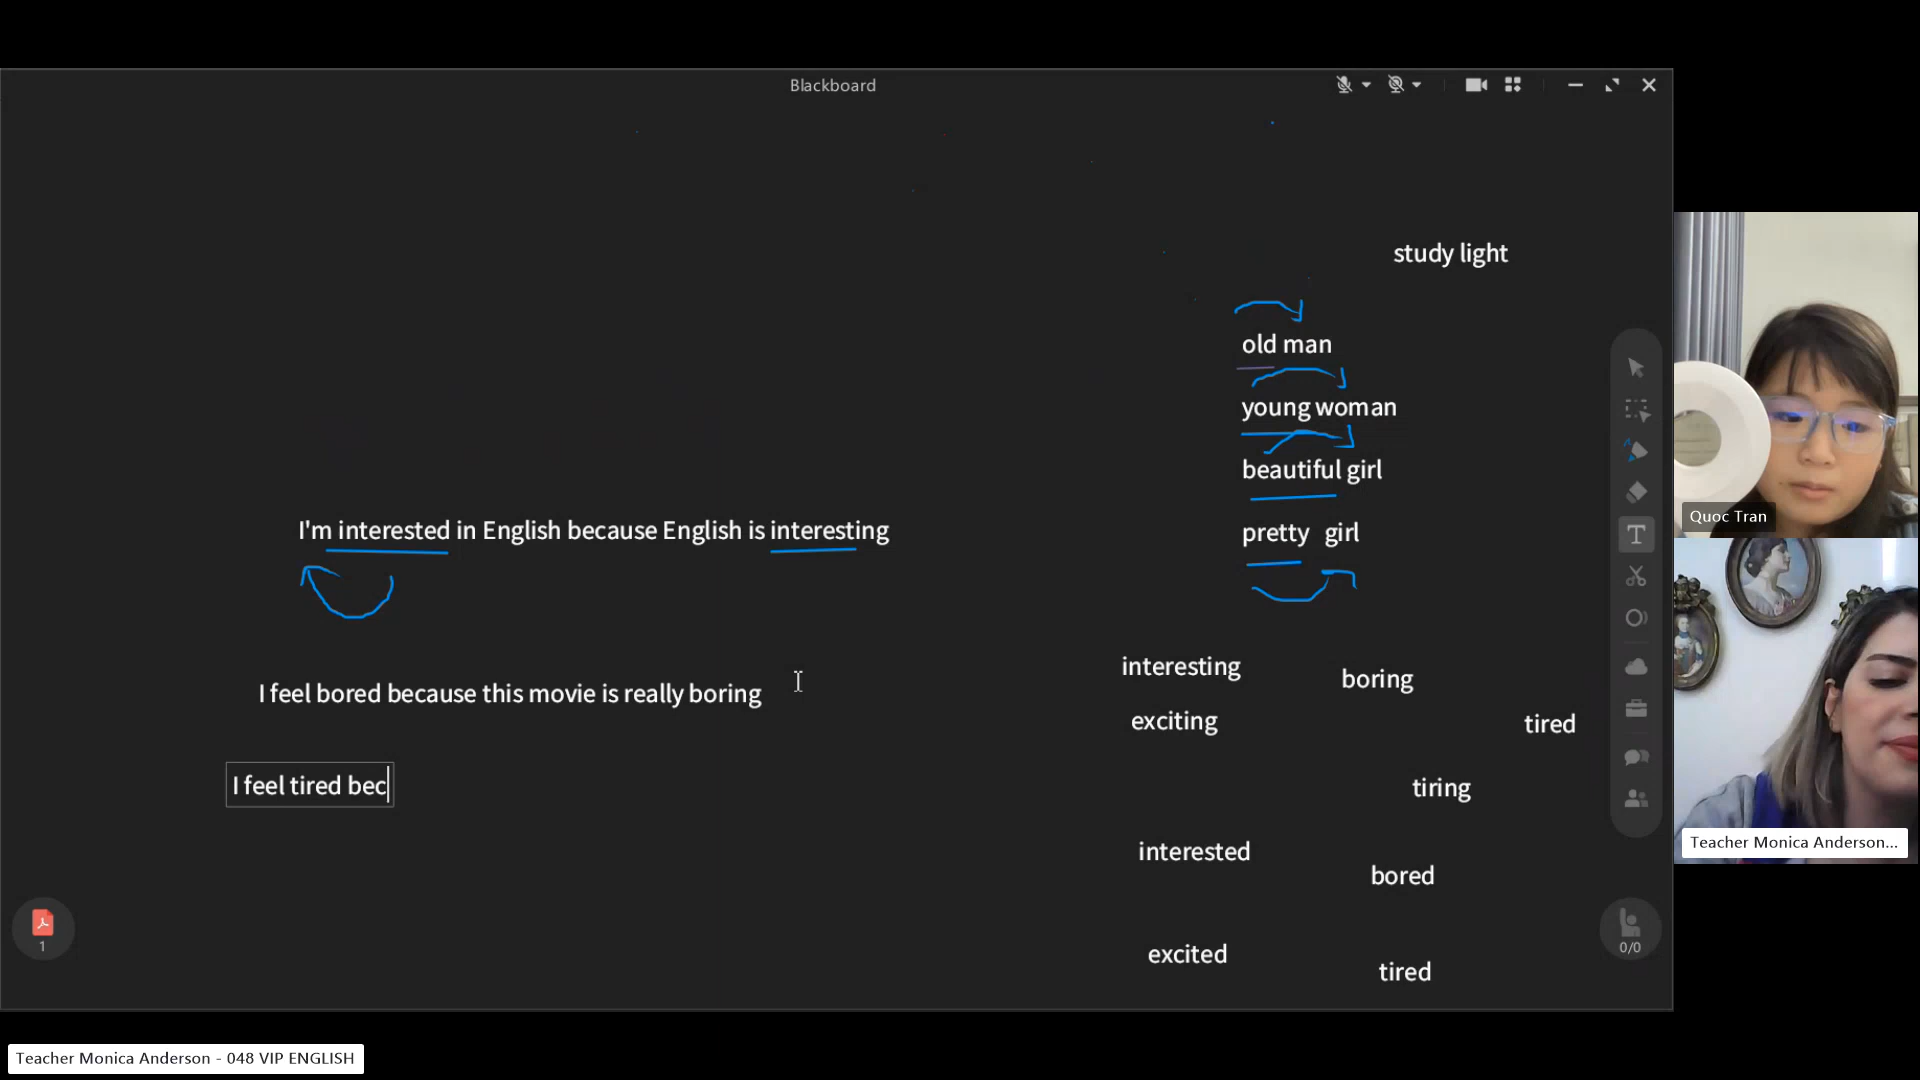 Blackboard
study light
old man
young woman
beautiful girl
pretty girl
I'm interested in English because English is interesting
interesting
boring
I feel bored because this movie is really boring
exciting
tired
I feel tired bec
tiring
interested
bored
excited
tired
1
0/0
Quoc Tran
Teacher Monica Anderson...
Teacher Monica Anderson - 048 VIP ENGLISH